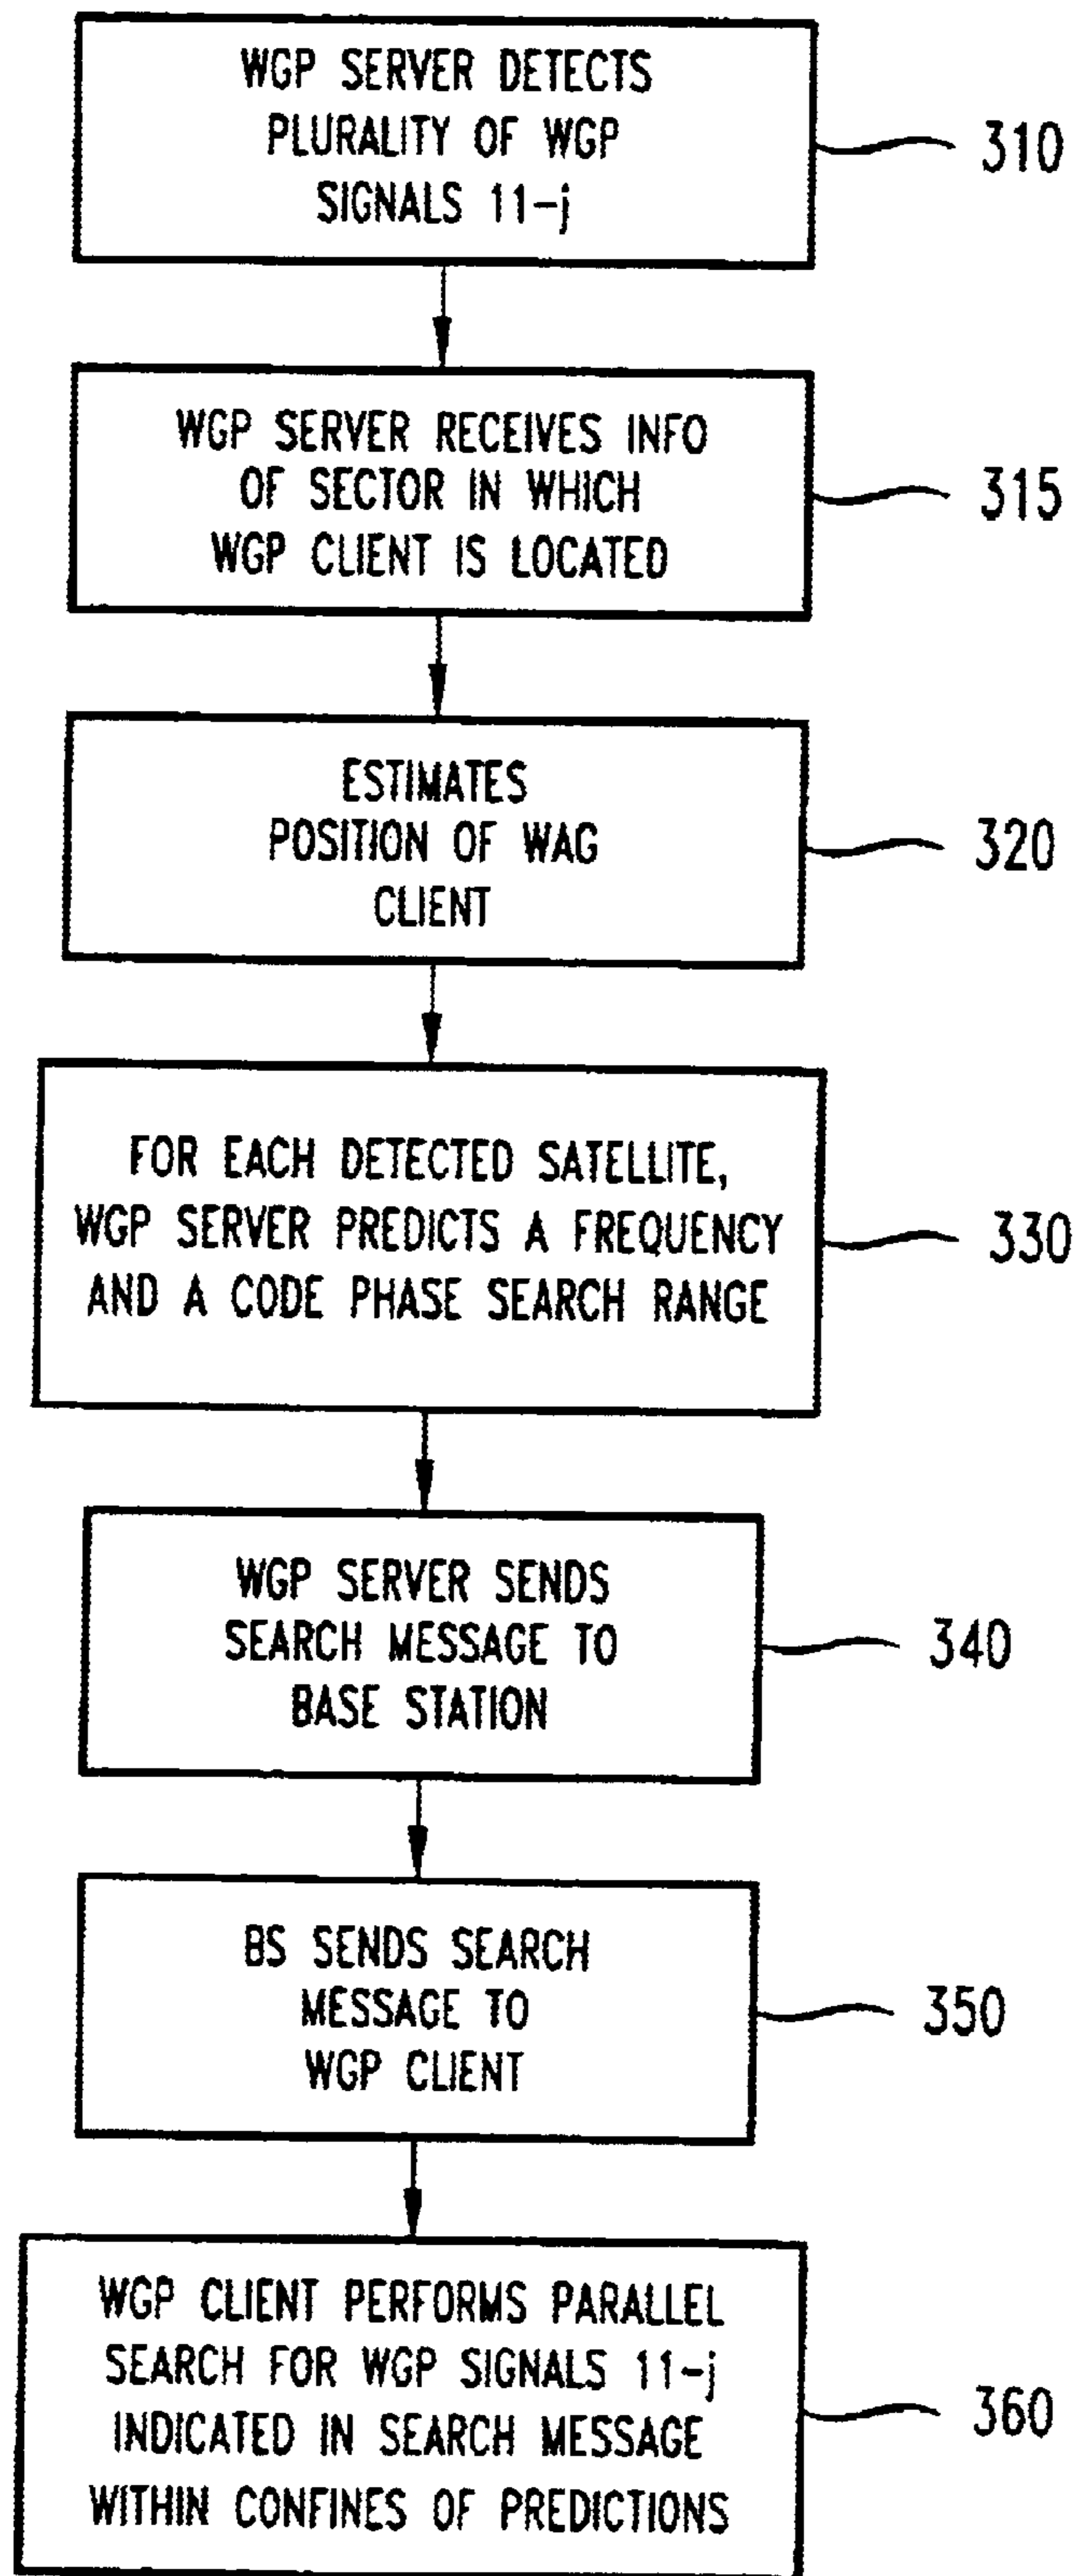 WGP SERVER DETECTS
PLURALITY OF WGP
SIGNALS 11-j
310
WGP SERVER RECEIVES INFO
OF SECTOR IN WHICH
WGP CLIENT IS LOCATED
315
ESTIMATES
POSITION OF WAG
CLIENT
320
FOR EACH DETECTED SATELLITE,
WGP SERVER PREDICTS A FREQUENCY
AND A CODE PHASE SEARCH RANGE
330
WGP SERVER SENDS
SEARCH MESSAGE TO
BASE STATION
340
BS SENDS SEARCH
MESSAGE TO
WGP CLIENT
350
WGP CLIENT PERFORMS PARALLEL
SEARCH FOR WGP SIGNALS 11-j
INDICATED IN SEARCH MESSAGE
WITHIN CONFINES OF PREDICTIONS
360